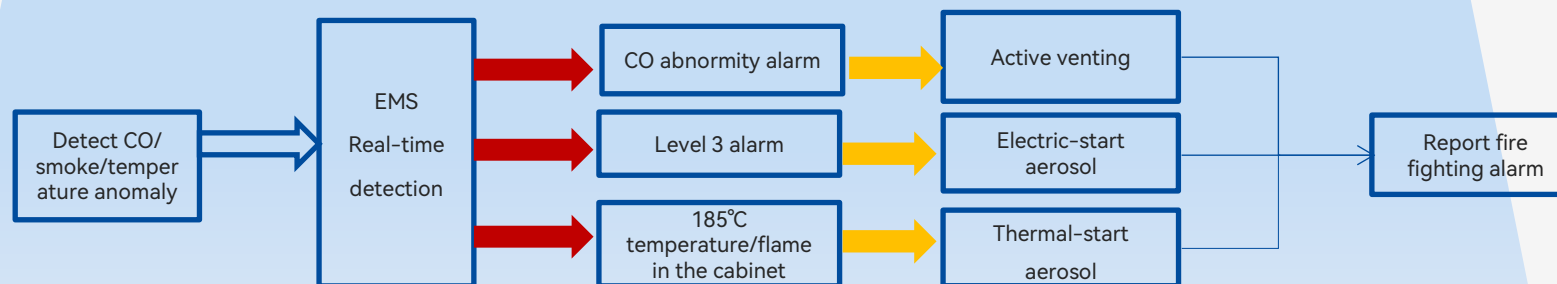 Detect CO/
smoke/temper
ature anomaly
EMS
Real-time
detection
CO abnormity alarm
Level 3 alarm
185℃
temperature/flame
in the cabinet
Active venting
Electric-start
aerosol
Thermal-start
aerosol
Report fire
fighting alarm